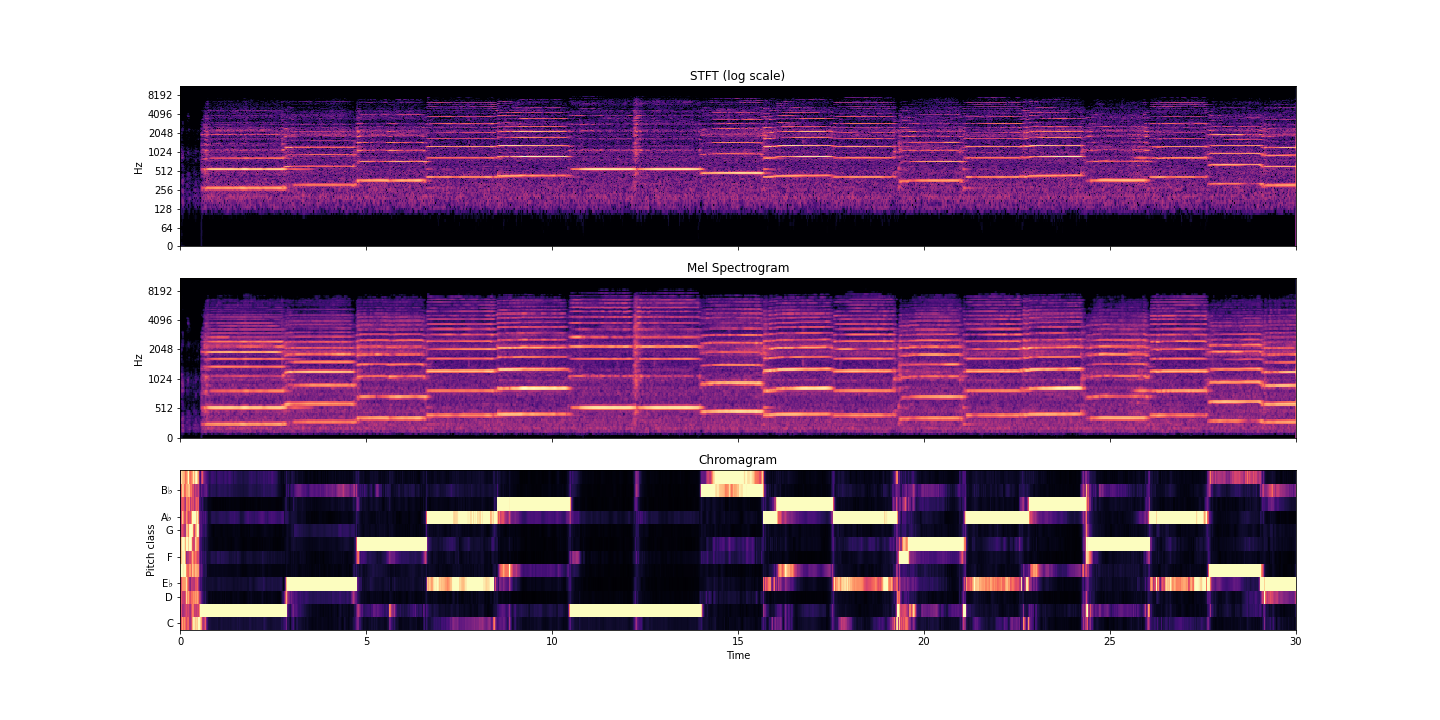 STFT (log scale)
8192
4096
2048
1024
512
256
128
64
0
Hz
Mel Spectrogram
8192
4096
2048
1024
512
0
Hz
Chromagram
B♭
A♭
G
F
E♭
D
C
Pitch class
0 5 10 15 20 25 30
Time